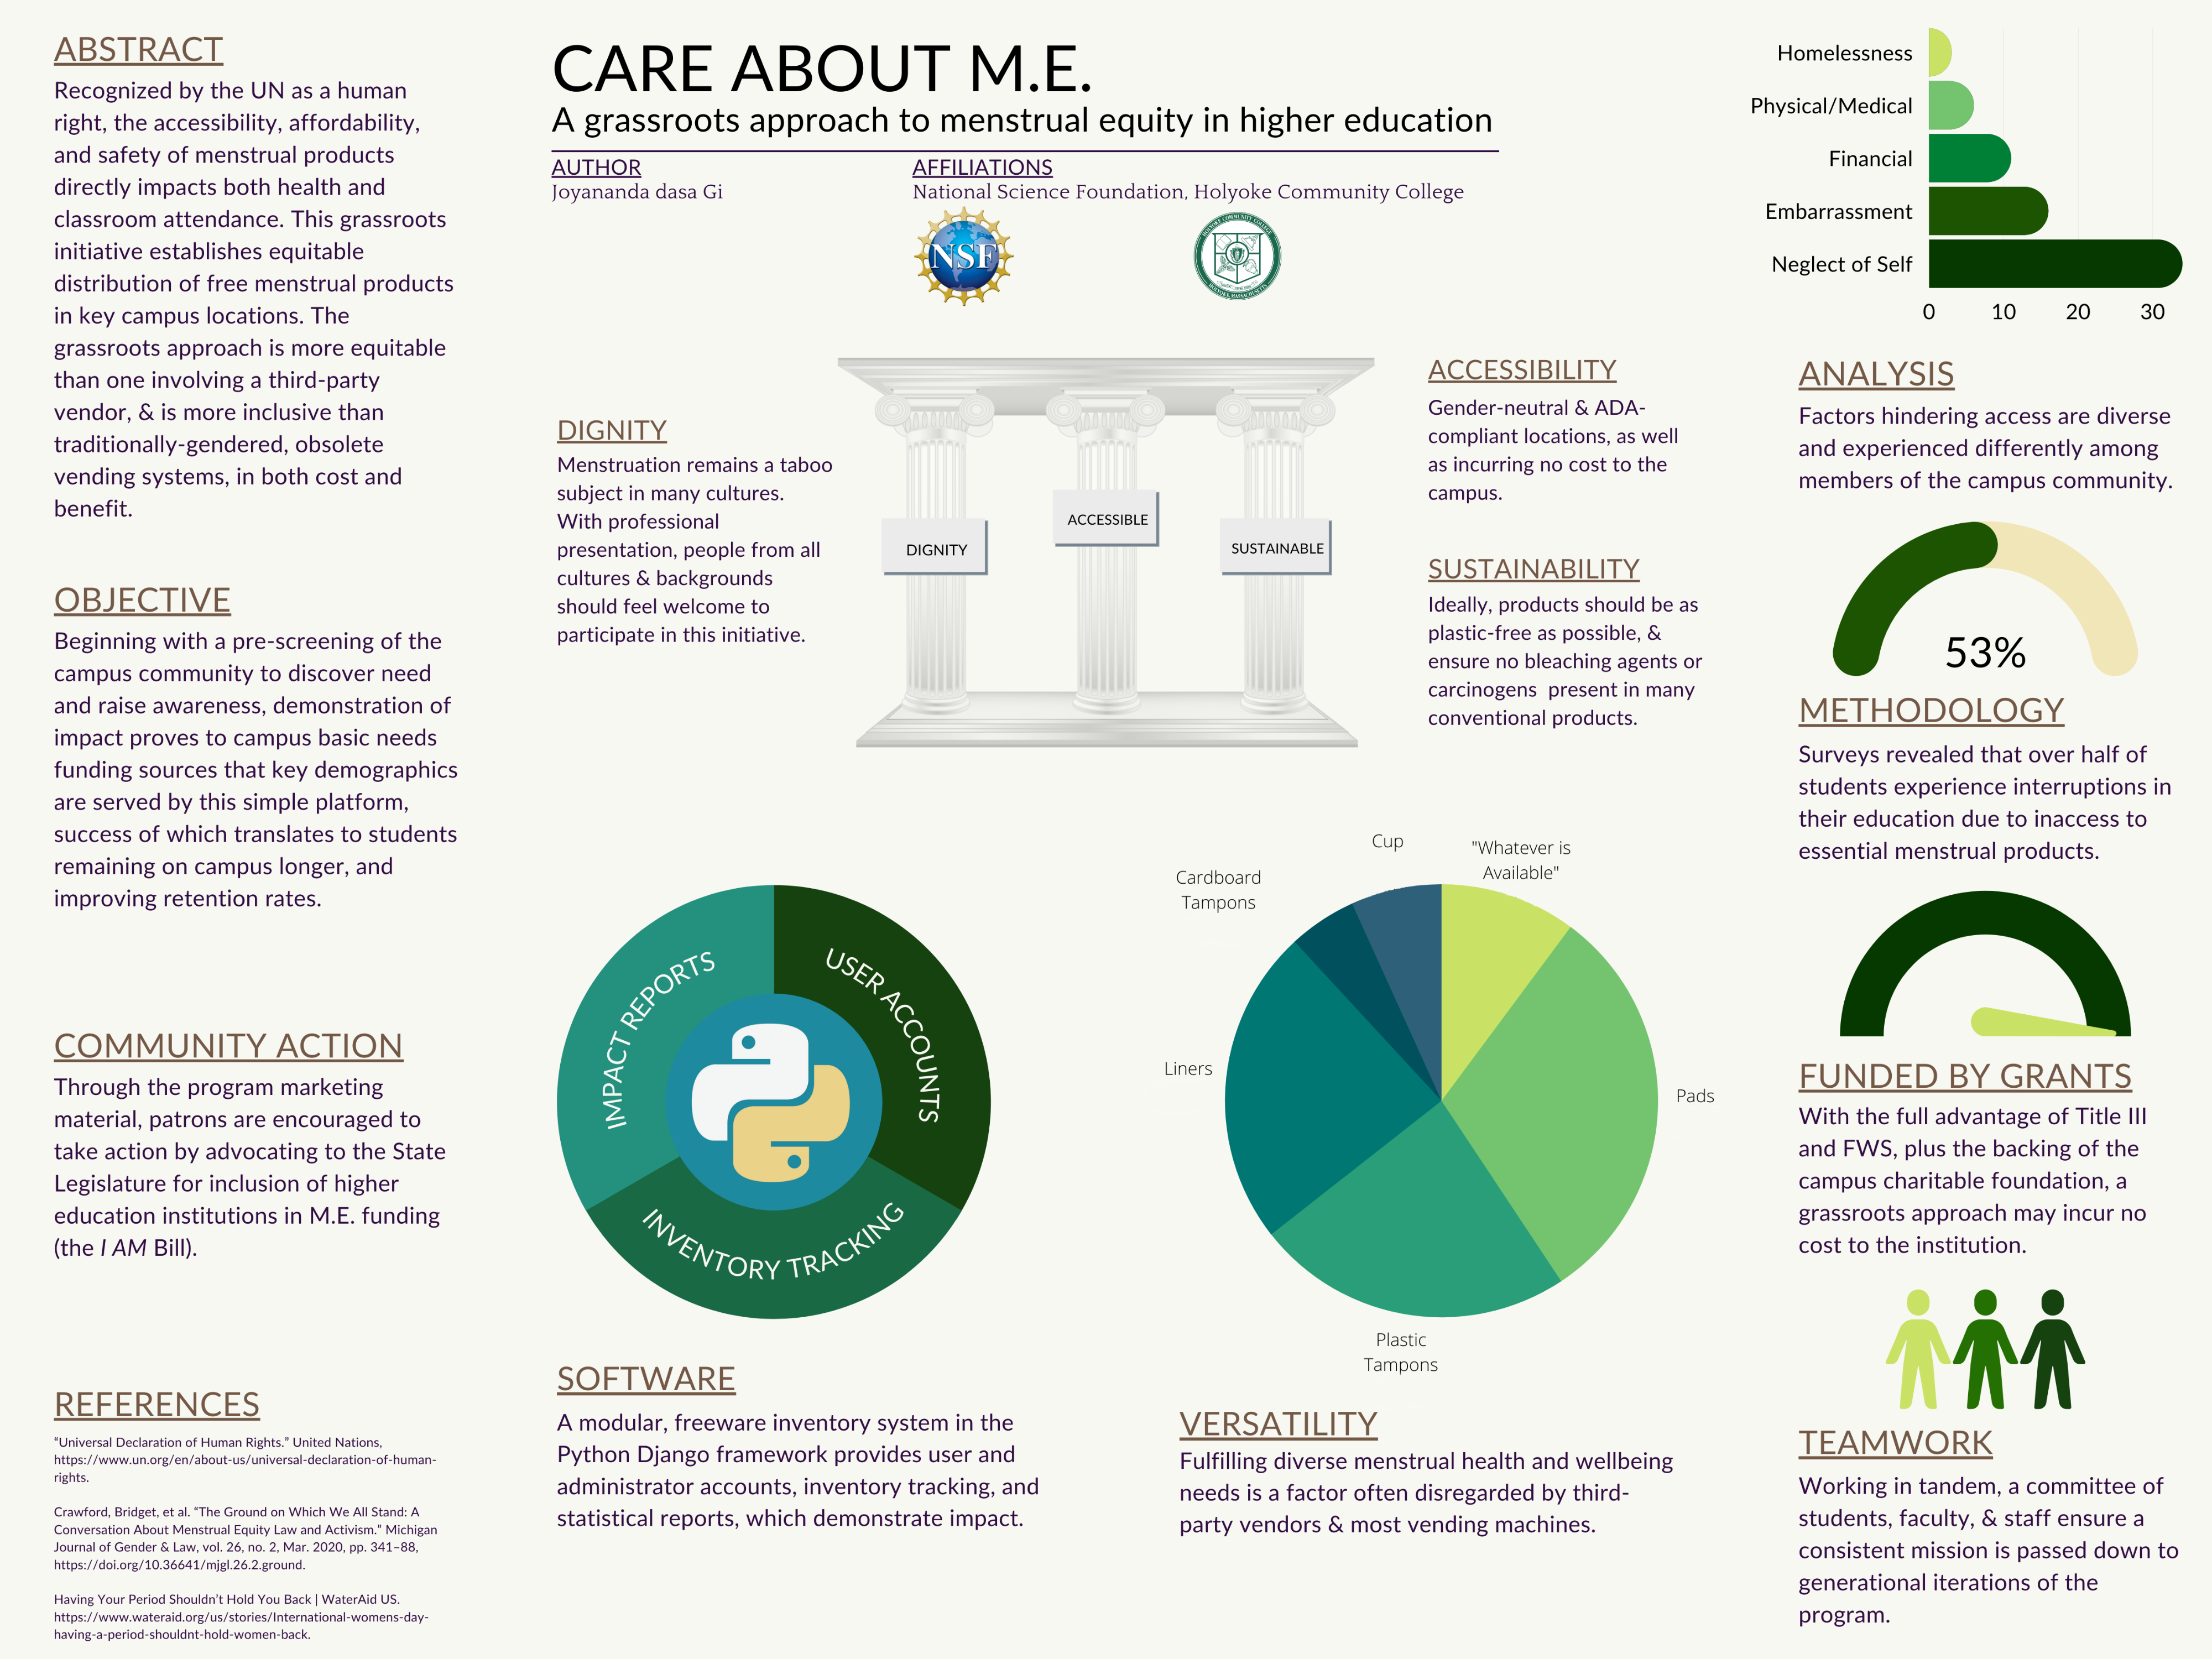 ABSTRACT
Recognized by the UN as a human
right, the accessibility, affordability,
and safety of menstrual products
directly impacts both health and
classroom attendance. This grassroots
initiative establishes equitable
distribution of free menstrual products
in key campus locations. The
grassroots approach is more equitable
than one involving a third-party
vendor, & is more inclusive than
traditionally-gendered, obsolete
vending systems, in both cost and
benefit.
OBJECTIVE
Beginning with a pre-screening of the
campus community to discover need
and raise awareness, demonstration of
impact proves to campus basic needs
funding sources that key demographics
are served by this simple platform,
success of which translates to students
remaining on campus longer, and
improving retention rates.
COMMUNITY ACTION
Through the program marketing
material, patrons are encouraged to
take action by advocating to the State
Legislature for inclusion of higher
education institutions in M.E. funding
(the I AM Bill).
REFERENCES
“Universal Declaration of Human Rights.” United Nations,
https://www.un.org/en/about-us/universal-declaration-of-human-
rights.
Crawford, Bridget, et al. “The Ground on Which We All Stand: A
Conversation About Menstrual Equity Law and Activism.” Michigan
Journal of Gender & Law, vol. 26, no. 2, Mar. 2020, pp. 341–88,
https://doi.org/10.36641/mjgl.26.2.ground.
Having Your Period Shouldn’t Hold You Back | WaterAid US.
https://www.wateraid.org/us/stories/International-womens-day-
having-a-period-shouldnt-hold-women-back.
CARE ABOUT M.E.
A grassroots approach to menstrual equity in higher education
AUTHOR
Joyananda dasa Gi
AFFILIATIONS
National Science Foundation, Holyoke Community College
NSF
HOLYOKE COMMUNITY COLLEGE
HOLYOKE MASSACHUSETTS
DIGNITY
Menstruation remains a taboo
subject in many cultures.
With professional
presentation, people from all
cultures & backgrounds
should feel welcome to
participate in this initiative.
DIGNITY
ACCESSIBLE
SUSTAINABLE
ACCESSIBILITY
Gender-neutral & ADA-
compliant locations, as well
as incurring no cost to the
campus.
SUSTAINABILITY
Ideally, products should be as
plastic-free as possible, &
ensure no bleaching agents or
carcinogens  present in many
conventional products.
IMPACT REPORTS
USER ACCOUNTS
INVENTORY TRACKING
SOFTWARE
A modular, freeware inventory system in the
Python Django framework provides user and
administrator accounts, inventory tracking, and
statistical reports, which demonstrate impact.
Cup
"Whatever is
Available"
Cardboard
Tampons
Liners
Pads
Plastic
Tampons
VERSATILITY
Fulfilling diverse menstrual health and wellbeing
needs is a factor often disregarded by third-
party vendors & most vending machines.
Homelessness
Physical/Medical
Financial
Embarrassment
Neglect of Self
0 10 20 30
ANALYSIS
Factors hindering access are diverse
and experienced differently among
members of the campus community.
53%
METHODOLOGY
Surveys revealed that over half of
students experience interruptions in
their education due to inaccess to
essential menstrual products.
FUNDED BY GRANTS
With the full advantage of Title III
and FWS, plus the backing of the
campus charitable foundation, a
grassroots approach may incur no
cost to the institution.
TEAMWORK
Working in tandem, a committee of
students, faculty, & staff ensure a
consistent mission is passed down to
generational iterations of the
program.